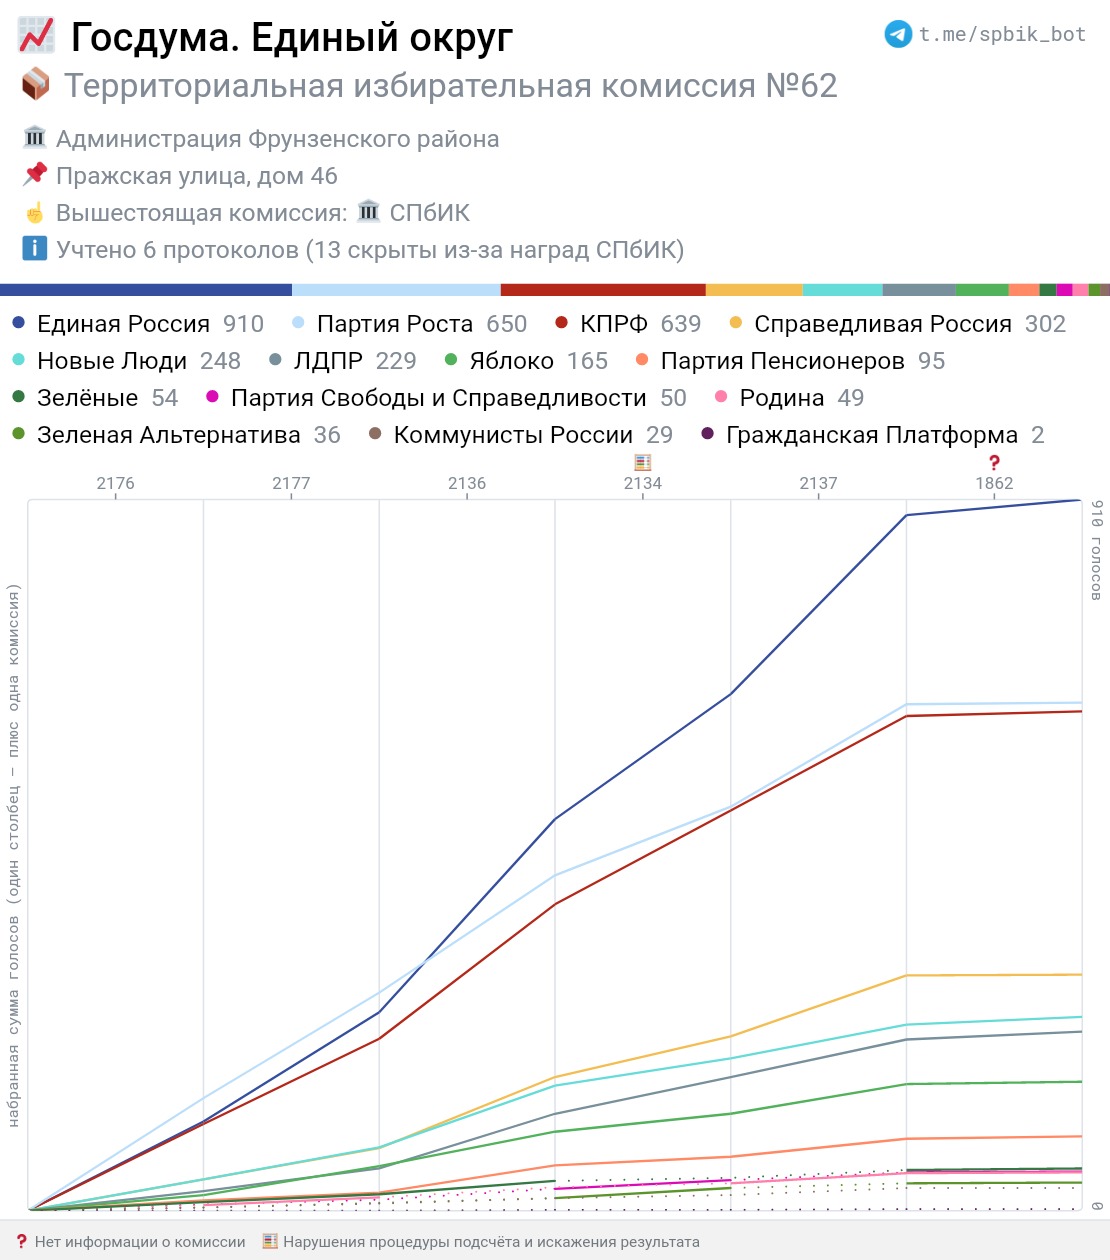 Госдума. Единый округ
t.me/spbik_bot
Территориальная избирательная комиссия №62
Администрация Фрунзенского района
Пражская улица, дом 46
Вышестоящая комиссия: СПбИК
Учтено 6 протоколов (13 скрыты из-за наград СПбИК)
Единая Россия 910 Партия Роста 650 КПРФ 639 Справедливая Россия 302
Новые Люди 248 ЛДПР 229 Яблоко 165 Партия Пенсионеров 95
Зелёные 54 Партия Свободы и Справедливости 50 Родина 49
Зеленая Альтернатива 36 Коммунисты России 29 Гражданская Платформа 2
2176 2177 2136 2134 2137 1862
910 голосов
набранная сумма голосов (один столбец – плюс одна комиссия)
0
Нет информации о комиссии Нарушения процедуры подсчёта и искажения результата